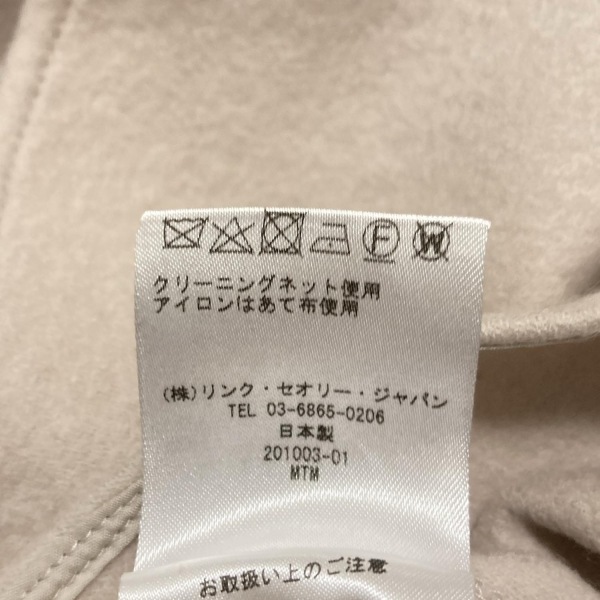 F W
クリーニングネット使用
アイロンはあて布使用
(株)リンク・セオリー・ジャパン
TEL 03-6865-0206
日本製
201003-01
MTM
お取扱い上のご注意